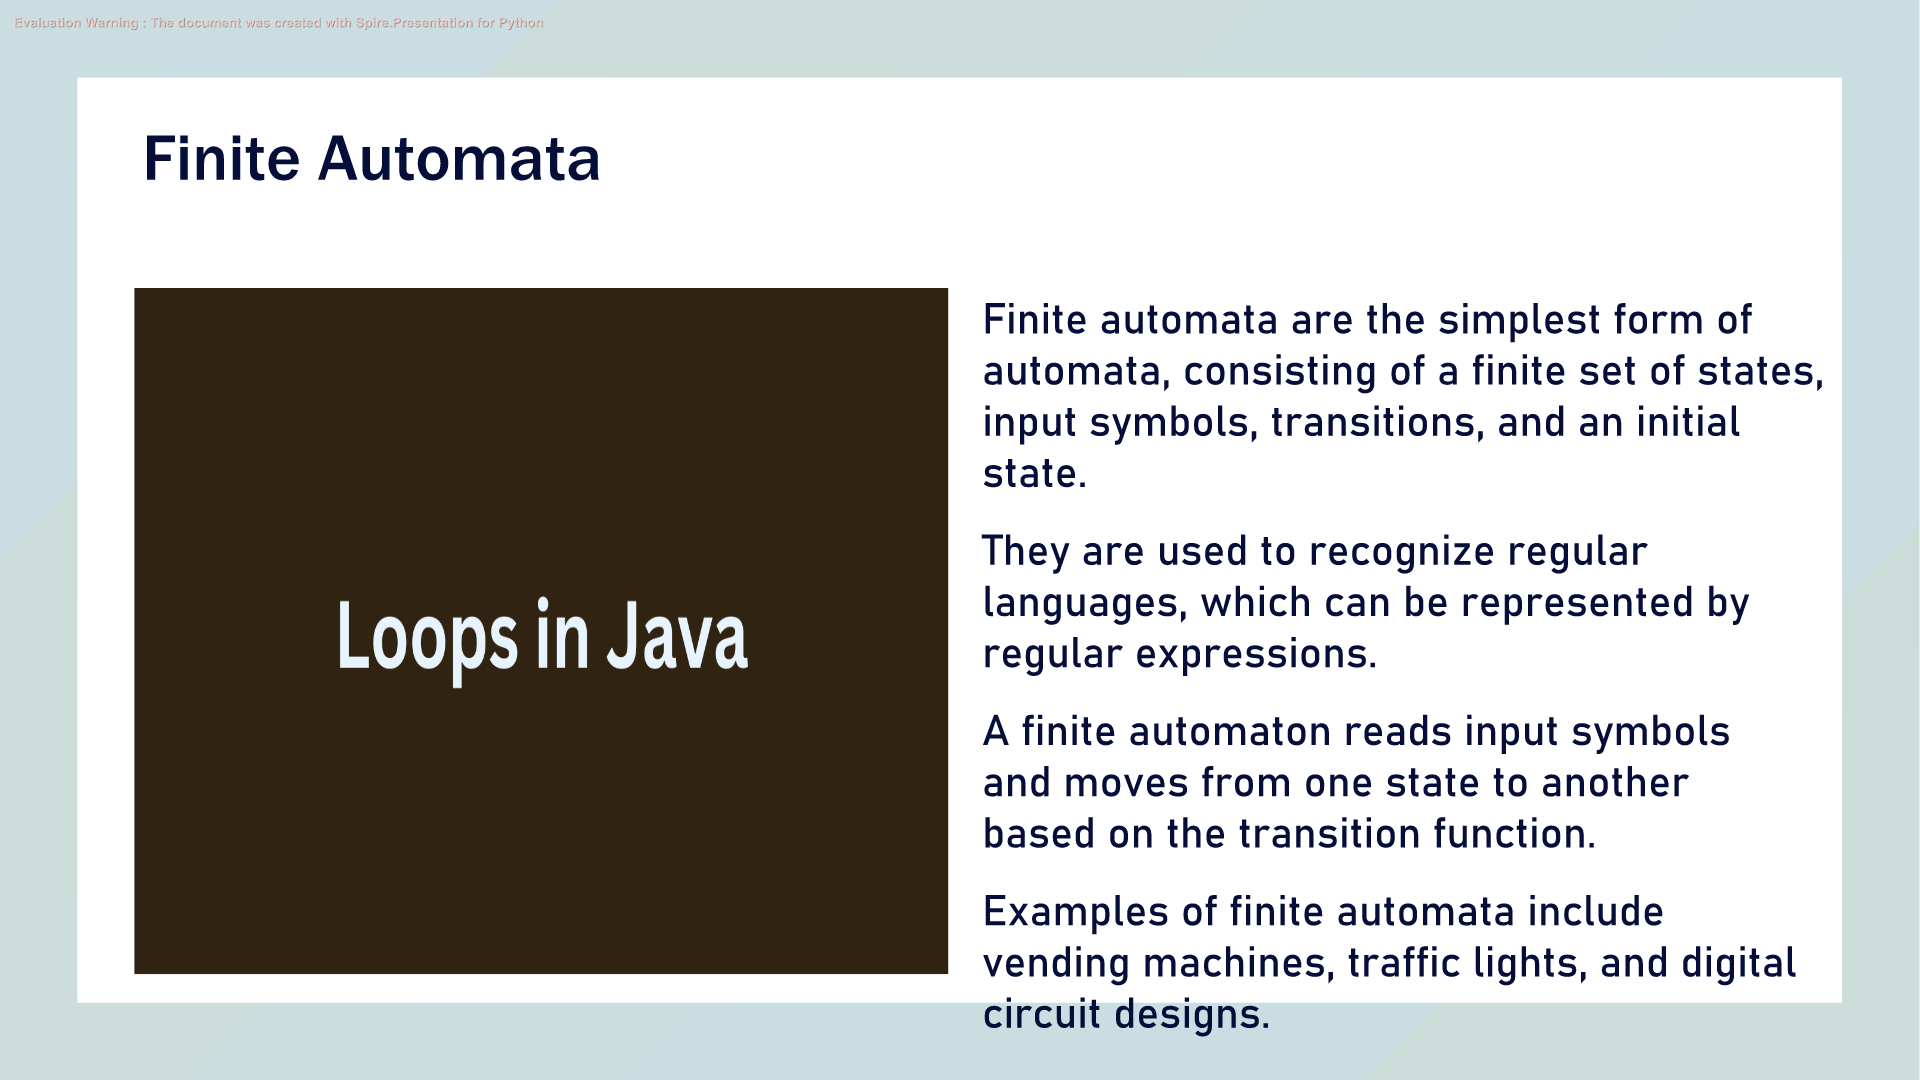 Evaluation Warning : The document was created with Spire.Presentation for Python
Finite Automata
Loops in Java
Finite automata are the simplest form of
automata, consisting of a finite set of states,
input symbols, transitions, and an initial
state.
They are used to recognize regular
languages, which can be represented by
regular expressions.
A finite automaton reads input symbols
and moves from one state to another
based on the transition function.
Examples of finite automata include
vending machines, traffic lights, and digital
circuit designs.